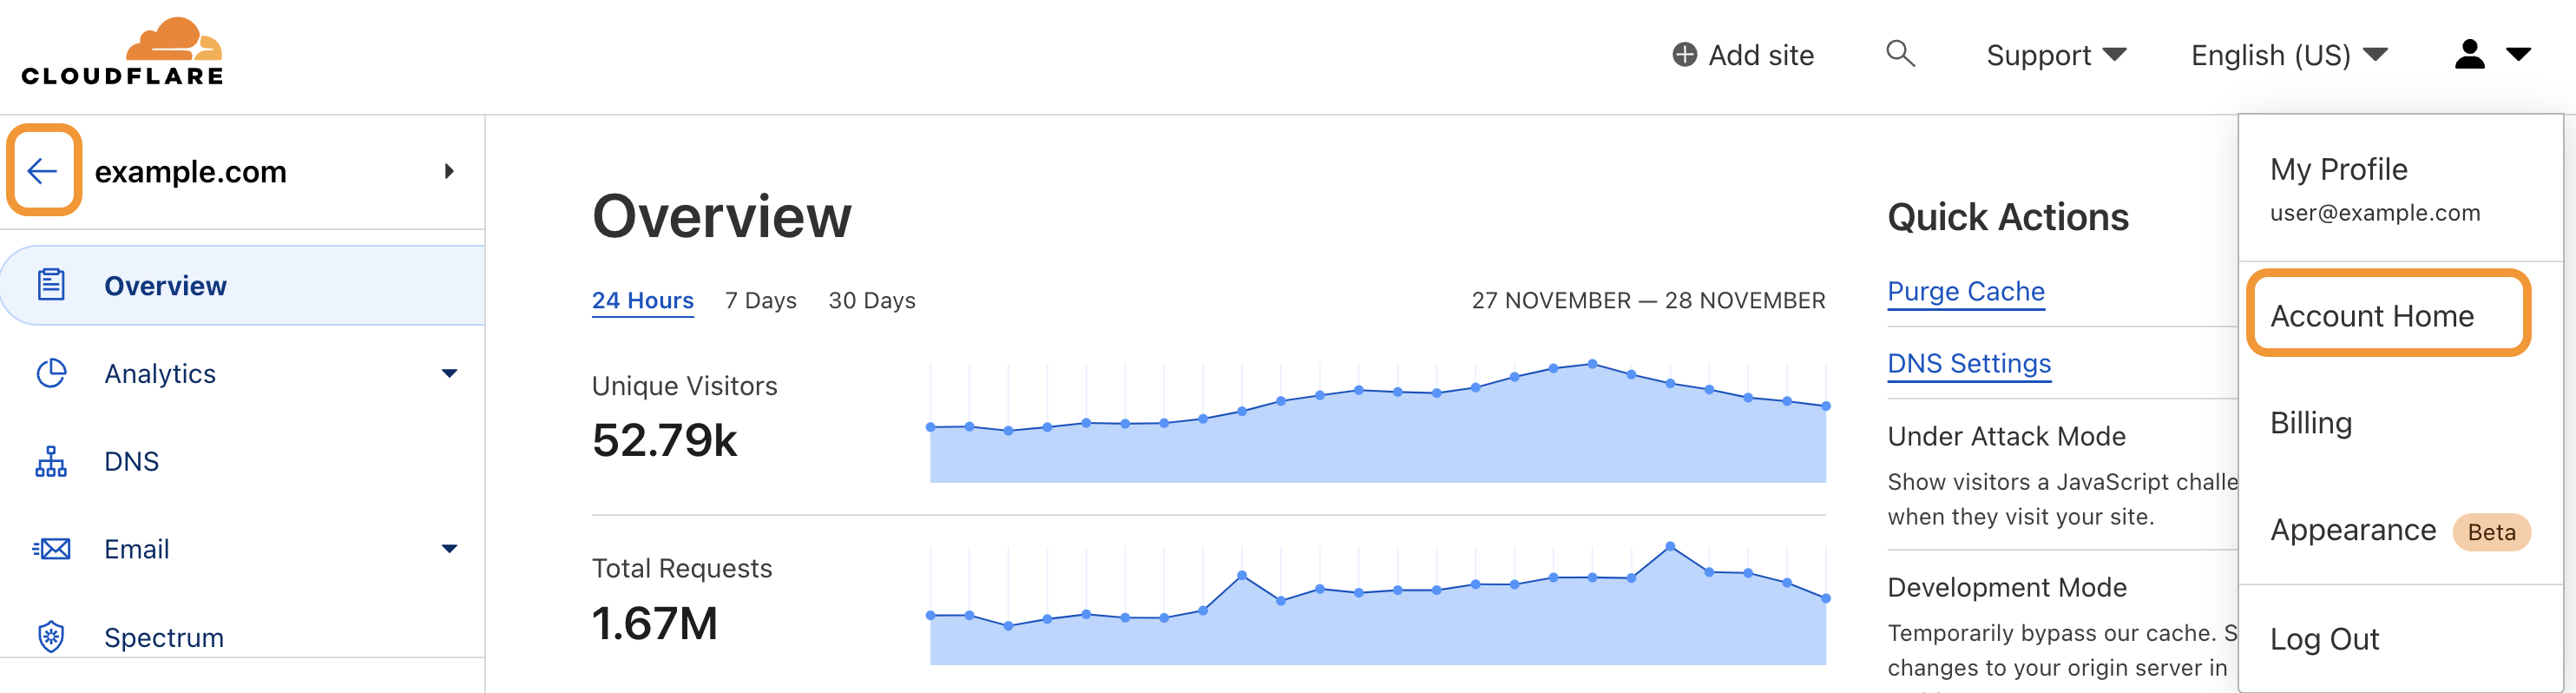 CLOUDFLARE
Add site
Support
English (US)
example.com
Overview
Analytics
DNS
Email
Spectrum
Overview
24 Hours 7 Days 30 Days
27 NOVEMBER — 28 NOVEMBER
Unique Visitors
52.79k
Total Requests
1.67M
Quick Actions
Purge Cache
DNS Settings
Under Attack Mode
Show visitors a JavaScript
when they visit your site.
Development Mode
Temporarily bypass our cache.
changes to your origin server in
My Profile
user@example.com
Account Home
Billing
Appearance Beta
Log Out